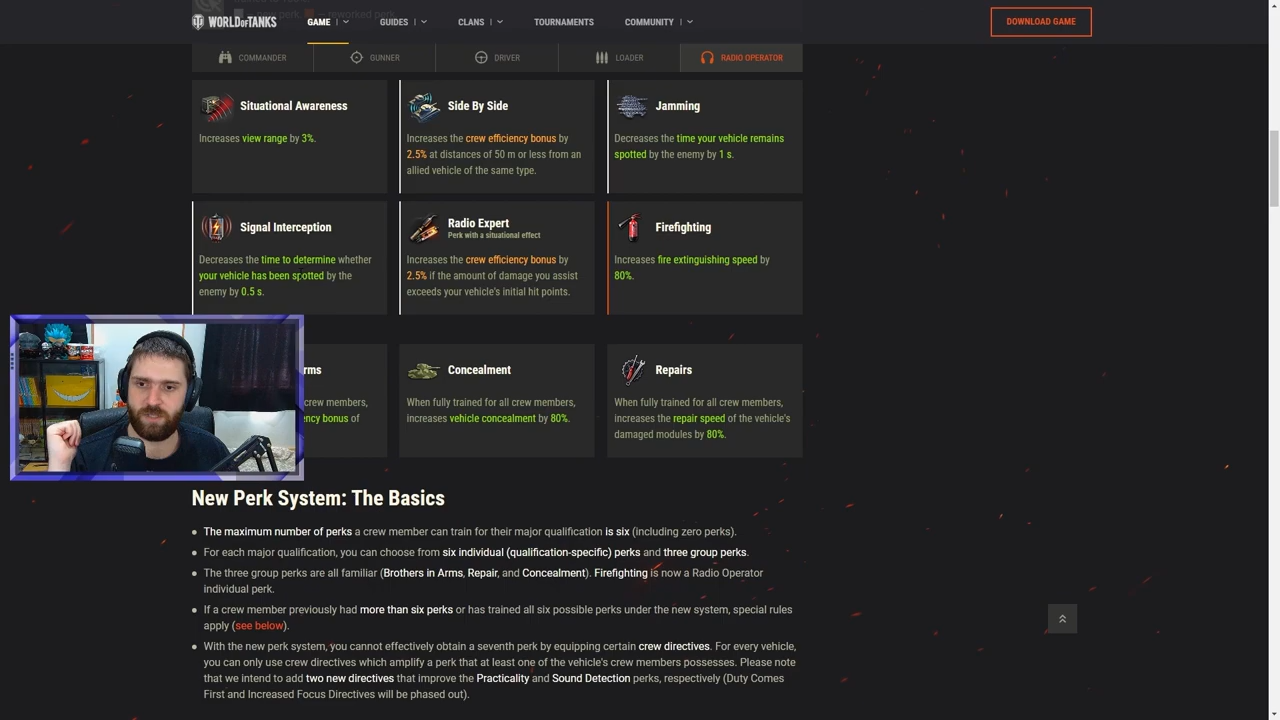 WORLD OF TANKS
GAME
GUIDES
CLANS
TOURNAMENTS
COMMUNITY
DOWNLOAD GAME
COMMANDER
GUNNER
DRIVER
LOADER
RADIO OPERATOR
Situational Awareness
Increases view range by 3%.
Side By Side
Increases the crew efficiency bonus by
2.5% at distances of 50 m or less from an
allied vehicle of the same type.
Jamming
Decreases the time your vehicle remains
spotted by the enemy by 1 s.
Signal Interception
Decreases the time to determine whether
your vehicle has been spotted by the
enemy by 0.5 s.
Radio Expert
Perk with a situational effect
Increases the crew efficiency bonus by
2.5% if the amount of damage you assist
exceeds your vehicle's initial hit points.
Firefighting
Increases fire extinguishing speed by
80%.
rms
crew members,
ency bonus of
Concealment
When fully trained for all crew members,
increases vehicle concealment by 80%.
Repairs
When fully trained for all crew members,
increases the repair speed of the vehicle's
damaged modules by 80%.
New Perk System: The Basics
The maximum number of perks a crew member can train for their major qualification is six (including zero perks).
For each major qualification, you can choose from six individual (qualification-specific) perks and three group perks.
The three group perks are all familiar (Brothers in Arms, Repair, and Concealment). Firefighting is now a Radio Operator
individual perk.
If a crew member previously had more than six perks or has trained all six possible perks under the new system, special rules
apply (see below).
With the new perk system, you cannot effectively obtain a seventh perk by equipping certain crew directives. For every vehicle,
you can only use crew directives which amplify a perk that at least one of the vehicle's crew members possesses. Please note
that we intend to add two new directives that improve the Practicality and Sound Detection perks, respectively (Duty Comes
First and Increased Focus Directives will be phased out).